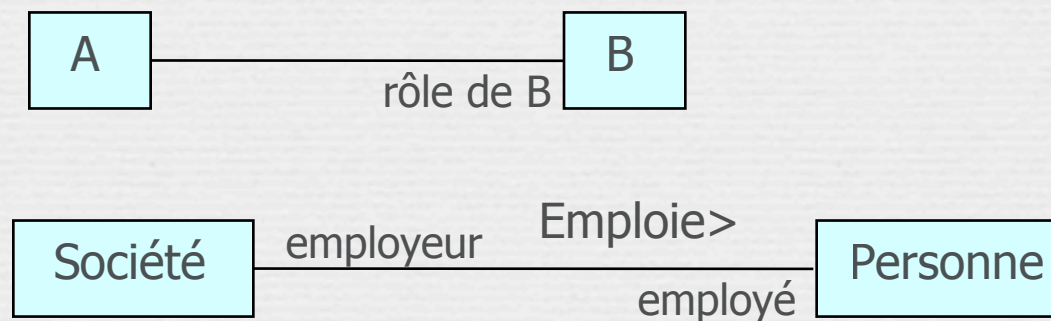 A
B
rôle de B
Société
employeur
Emploie>
employé
Personne